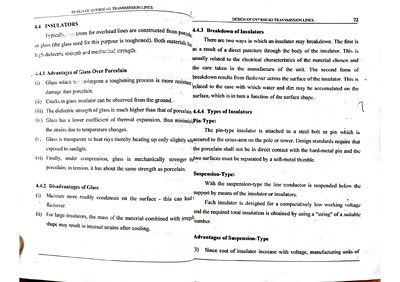 DESIGN OF OVERHEAD TRANSMISSION LINES
4.4 INSULATORS
Typically, insulators for overhead lines are constructed from porcelain
or glass (the glass used for this purpose is toughened). Both materials have
high dielectric strength and mechanical strength.
4.4.1 Advantages of Glass Over Porcelain
(i) Glass which undergone a toughening process is more resistant
damage than porcelain.
(ii) Cracks in glass insulator can be observed from the ground.
(iii) The dielectric strength of glass is much higher than that of porcelain.
(iv) Glass has a lower coefficient of thermal expansion, thus minimi
the strains due to temperature changes.
(v) Glass is transparent to heat rays thereby heating up only slightly wh
exposed to sunlight.
(vi) Finally, under compression, glass is mechanically stronger th
porcelain; in tension, it has about the same strength as porcelain.
4.4.2 Disadvantages of Glass
(i) Moisture more readily condenses on the surface - this can lead
flashover.
(ii) For large insulators, the mass of the material combined with irregul
shape may result in internal strains after cooling.
DESIGN OF OVERHEAD TRANSMISSION LINES 72
4.4.3 Breakdown of Insulators
There are two ways in which an insulator may breakdown. The first is
as a result of a direct puncture through the body of the insulator. This is
usually related to the electrical characteristics of the material chosen and
the care taken in the manufacture of the unit. The second form of
breakdown results from flashover across the surface of the insulator. This is
related to the ease with which water and dirt may be accumulated on the
surface, which is in turn a function of the surface shape.
4.4.4 Types of Insulators
Pin-Type:
The pin-type insulator is attached to a steel bolt or pin which is
secured to the cross-arm on the pole or tower. Design standards require that
the porcelain shall not be in direct contact with the hard-metal pin and the
two surfaces must be separated by a soft-metal thimble.
Suspension-Type:
With the suspension-type the line conductor is suspended below the
support by means of the insulator or insulators.
Each insulator is designed for a comparatively low working voltage
and the required total insulation is obtained by using a "string" of a suitable
number.
Advantages of Suspension-Type
3) Since cost of insulator increase with voltage, manufacturing units of